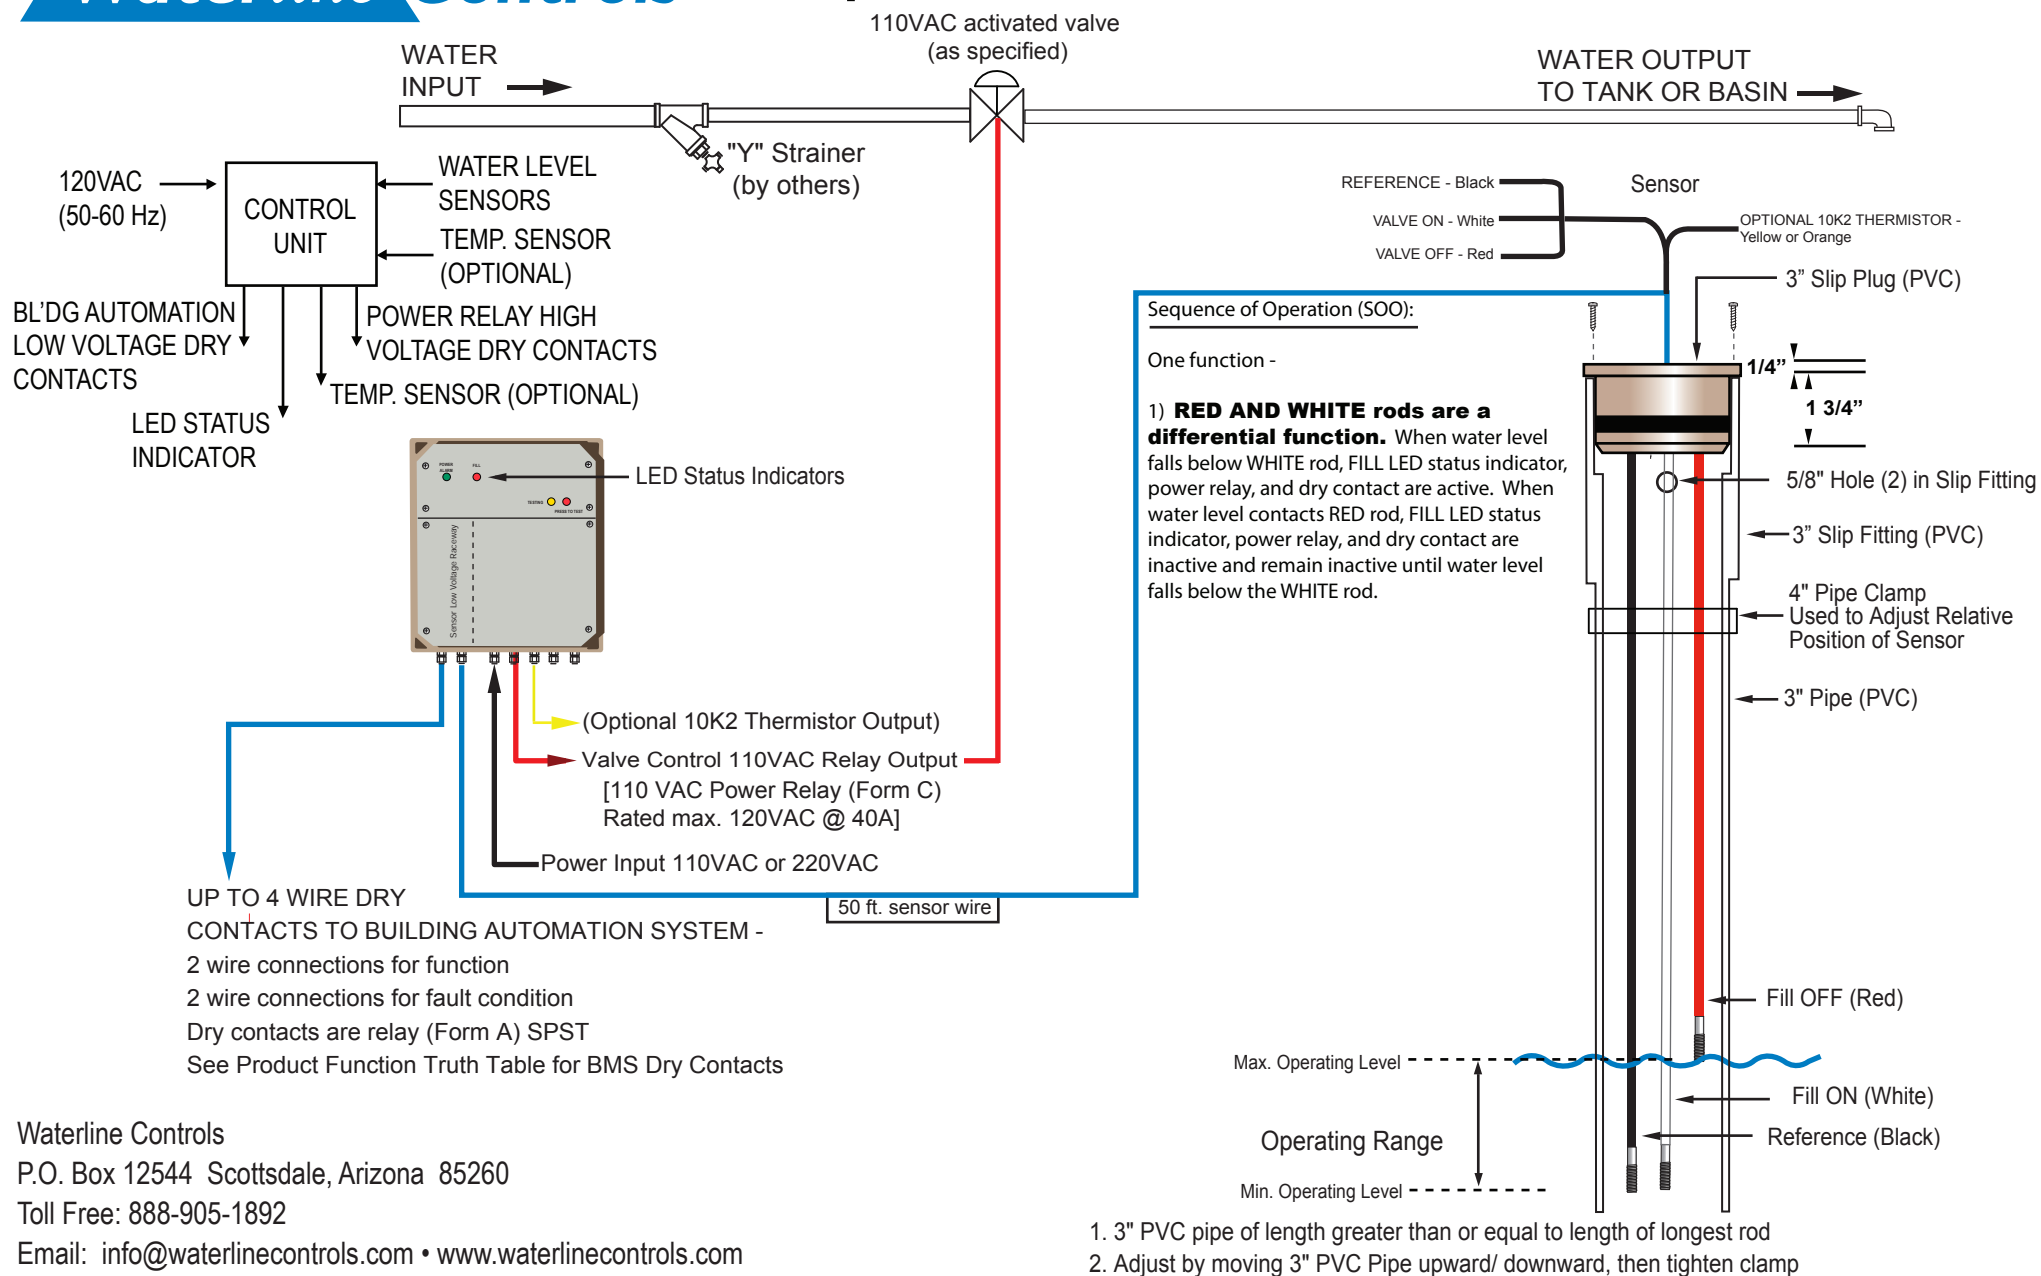 110VAC activated valve
(as specified)
WATER
INPUT
WATER OUTPUT
TO TANK OR BASIN
"Y" Strainer
(by others)
120VAC
(50-60 Hz)
CONTROL
UNIT
WATER LEVEL
SENSORS
TEMP. SENSOR
(OPTIONAL)
BL'DG AUTOMATION
LOW VOLTAGE DRY
CONTACTS
POWER RELAY HIGH
VOLTAGE DRY CONTACTS
TEMP. SENSOR (OPTIONAL)
LED STATUS
INDICATOR
REFERENCE - Black
VALVE ON - White
VALVE OFF - Red
Sensor
OPTIONAL 10K2 THERMISTOR -
Yellow or Orange
3” Slip Plug (PVC)
1/4”
1 3/4”
5/8" Hole (2) in Slip Fitting
3” Slip Fitting (PVC)
4" Pipe Clamp
Used to Adjust Relative
Position of Sensor
3" Pipe (PVC)
Sequence of Operation (SOO):
One function -
1) RED AND WHITE rods are a
differential function. When water level
falls below WHITE rod, FILL LED status indicator,
power relay, and dry contact are active. When
water level contacts RED rod, FILL LED status
indicator, power relay, and dry contact are
inactive and remain inactive until water level
falls below the WHITE rod.
POWER
ALARM
FILL
TESTING
PRESS TO TEST
Sensor Low Voltage Raceway
LED Status Indicators
(Optional 10K2 Thermistor Output)
Valve Control 110VAC Relay Output
[110 VAC Power Relay (Form C)
Rated max. 120VAC @ 40A]
Power Input 110VAC or 220VAC
50 ft. sensor wire
UP TO 4 WIRE DRY
CONTACTS TO BUILDING AUTOMATION SYSTEM -
2 wire connections for function
2 wire connections for fault condition
Dry contacts are relay (Form A) SPST
See Product Function Truth Table for BMS Dry Contacts
Fill OFF (Red)
Max. Operating Level
Fill ON (White)
Reference (Black)
Operating Range
Min. Operating Level
1. 3" PVC pipe of length greater than or equal to length of longest rod
2. Adjust by moving 3" PVC Pipe upward/ downward, then tighten clamp
Waterline Controls
P.O. Box 12544 Scottsdale, Arizona 85260
Toll Free: 888-905-1892
Email: info@waterlinecontrols.com • www.waterlinecontrols.com